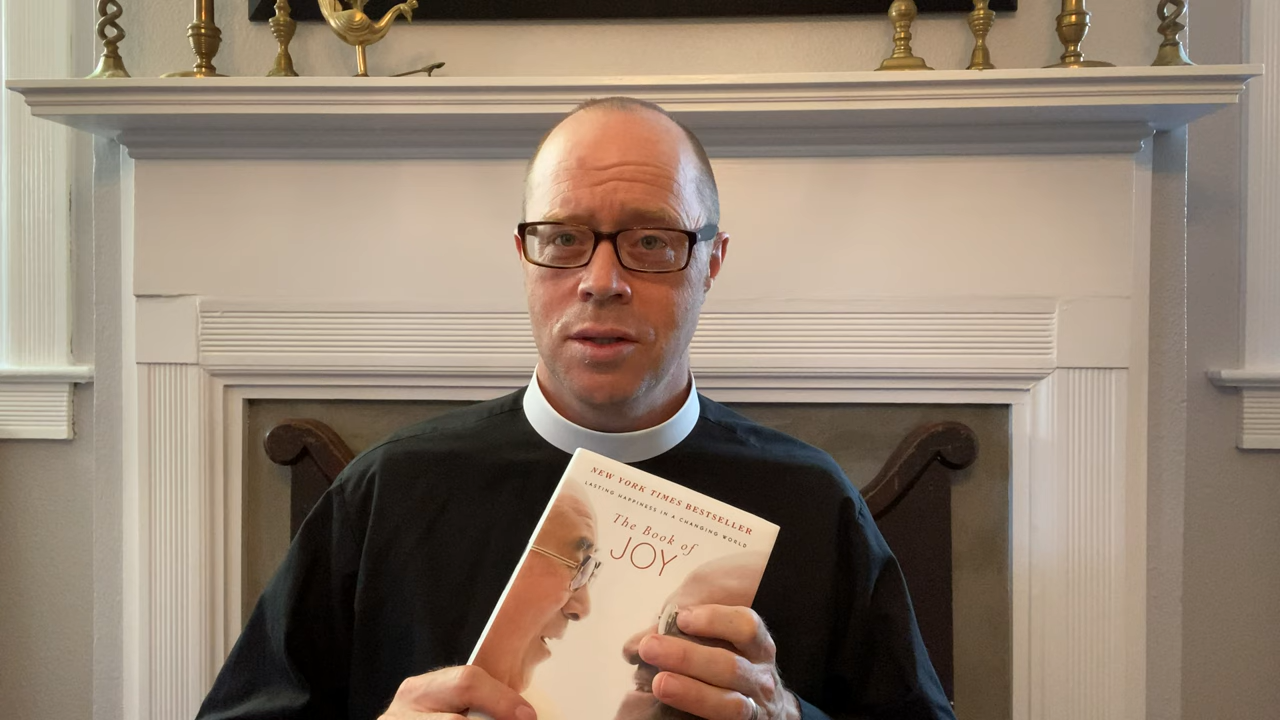 NEW YORK TIMES BESTSELLER
LASTING HAPPINESS IN A CHANGING WORLD
The Book of
JOY